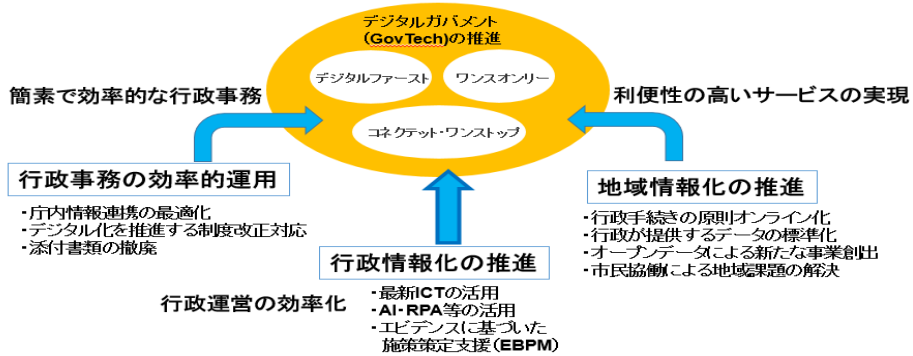 デジタルガバメント
(GovTech)の推進
デジタルファースト
ワンスオンリー
コネクテット・ワンストップ
簡素で効率的な行政事務
利便性の高いサービスの実現
行政事務の効率的運用
・庁内情報連携の最適化
・デジタル化を推進する制度改正対応
・添付書類の撤廃
行政情報化の推進
行政運営の効率化
・最新ICTの活用
・AI・RPA等の活用
・エビデンスに基づいた
施策策定支援(EBPM)
地域情報化の推進
・行政手続きの原則オンライン化
・行政が提供するデータの標準化
・オープンデータによる新たな事業創出
・市民協働による地域課題の解決